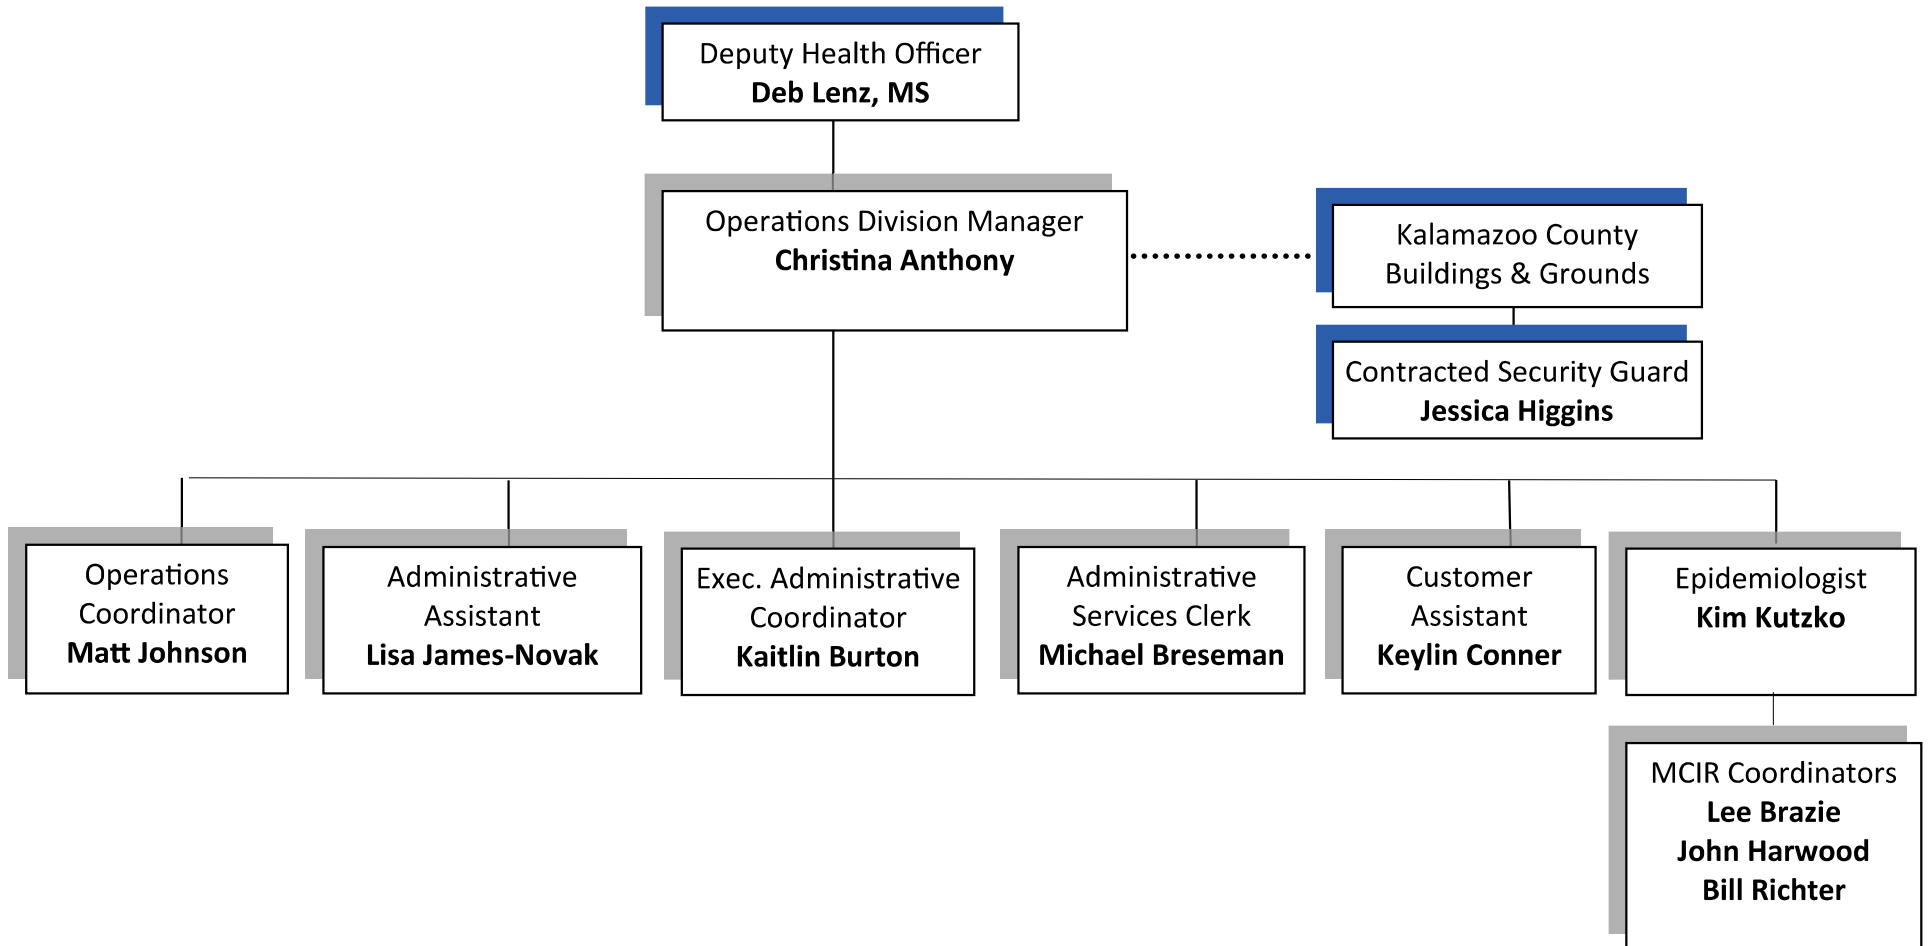 Deputy Health Officer
Deb Lenz, MS
Operations Division Manager
Christina Anthony
Kalamazoo County
Buildings & Grounds
Contracted Security Guard
Jessica Higgins
Operations
Coordinator
Matt Johnson
Administrative
Assistant
Lisa James-Novak
Exec. Administrative
Coordinator
Kaitlin Burton
Administrative
Services Clerk
Michael Breseman
Customer
Assistant
Keylin Conner
Epidemiologist
Kim Kutzko
MCIR Coordinators
Lee Brazie
John Harwood
Bill Richter